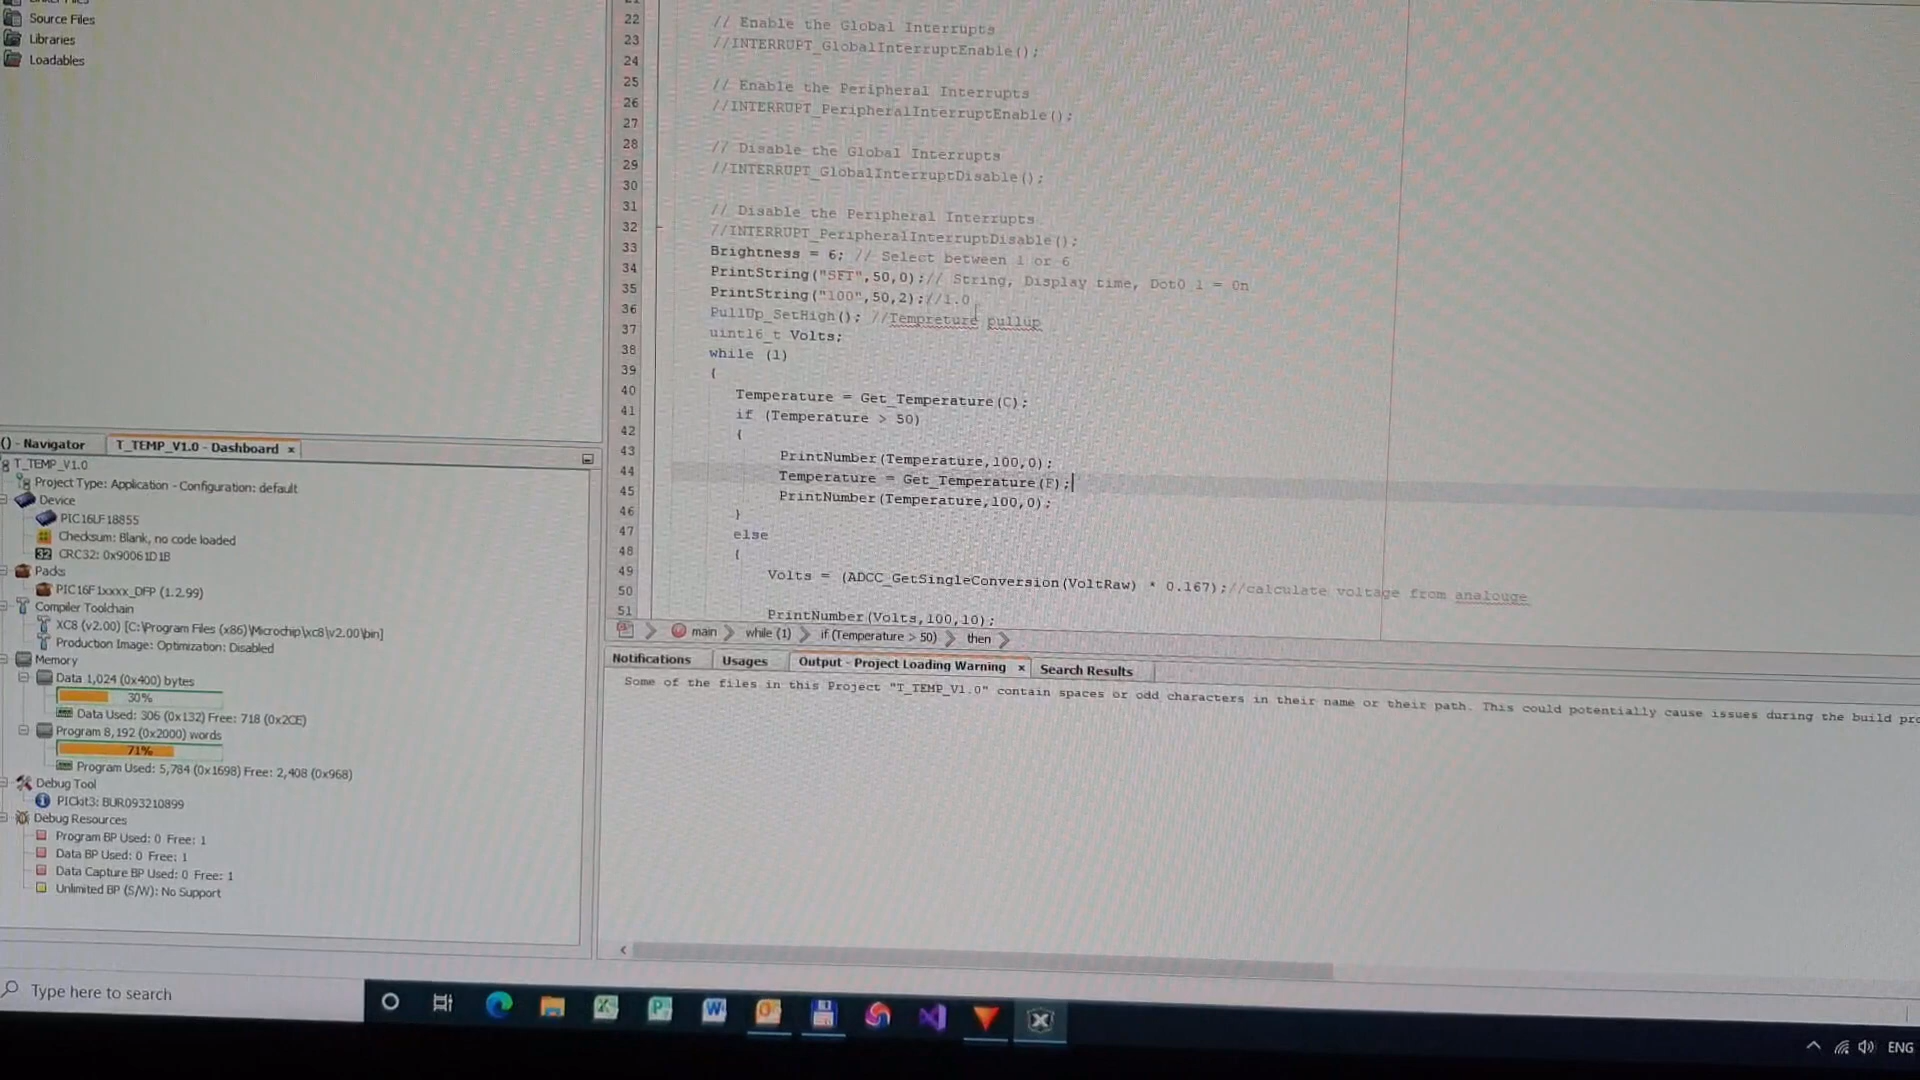 Source Files
Libraries
Loadables
22 // Enable the Global Interrupts
23 //INTERRUPT_GlobalInterruptEnable();
24
25 // Enable the Peripheral Interrupts
26 //INTERRUPT_PeripheralInterruptEnable();
27
28 // Disable the Global Interrupts
29 //INTERRUPT_GlobalInterruptDisable();
30
31 // Disable the Peripheral Interrupts
32 //INTERRUPT_PeripheralInterruptDisable();
33 Brightness = 6; // Select between 1 or 6
34 PrintString("SFT",50,0);// String, Display time, Dot0_1 = On
35 PrintString("100",50,2);//1.0
36 PullUp_SetHigh(); //Tempreture pullup
37 uint16_t Volts;
38 while (1)
39 {
40 Temperature = Get_Temperature(C);
41 if (Temperature > 50)
42 {
43 PrintNumber(Temperature,100,0);
44 Temperature = Get_Temperature(F);
45 PrintNumber(Temperature,100,0);
46 }
47 else
48 {
49 Volts = (ADCC_GetSingleConversion(VoltRaw) * 0.167);//calculate voltage from analouge
50
51 PrintNumber(Volts,100,10);
main while (1) if (Temperature > 50) then
() - Navigator T_TEMP_V1.0 - Dashboard ×
T_TEMP_V1.0
Project Type: Application - Configuration: default
Device
PIC16LF18855
Checksum: Blank, no code loaded
CRC32: 0x90061D1B
Packs
PIC16F1xxxx_DFP (1.2.99)
Compiler Toolchain
XC8 (v2.00) [C:\Program Files (x86)\Microchip\xc8\v2.00\bin]
Production Image: Optimization: Disabled
Memory
Data 1,024 (0x400) bytes
30%
Data Used: 306 (0x132) Free: 718 (0x2CE)
Program 8,192 (0x2000) words
71%
Program Used: 5,784 (0x1698) Free: 2,408 (0x968)
Debug Tool
PICkit3: BUR093210899
Debug Resources
Program BP Used: 0 Free: 1
Data BP Used: 0 Free: 1
Data Capture BP Used: 0 Free: 1
Unlimited BP (S/W): No Support
Notifications Usages Output - Project Loading Warning × Search Results
Some of the files in this Project "T_TEMP_V1.0" contain spaces or odd characters in their name or their path. This could potentially cause issues during the build
Type here to search
ENG